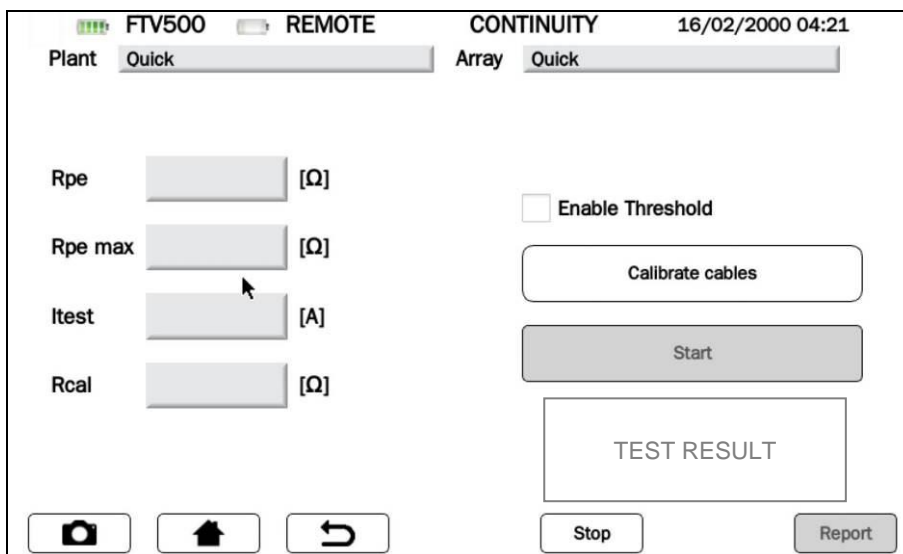 FTV500 REMOTE CONTINUITY 16/02/2000 04:21
Plant Quick Array Quick
Rpe [Ω]
Enable Threshold
Rpe max [Ω]
Calibrate cables
Itest [A]
Start
Rcal [Ω]
TEST RESULT
Stop Report